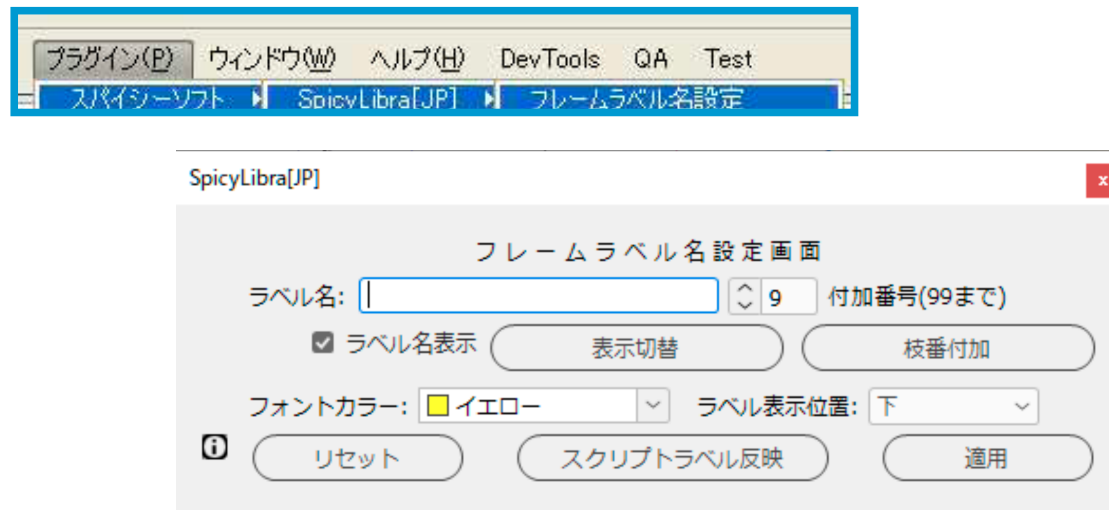 プラグイン(P) ウィンドウ(W) ヘルプ(H) DevTools QA Test
スパイシーソフト SpicyLibra[JP] フレームラベル名設定
SpicyLibra[JP] x
フレームラベル名設定画面
ラベル名: 9 付加番号(99まで)
ラベル名表示 表示切替 枝番付加
フォントカラー: イエロー ラベル表示位置: 下
リセット スクリプトラベル反映 適用